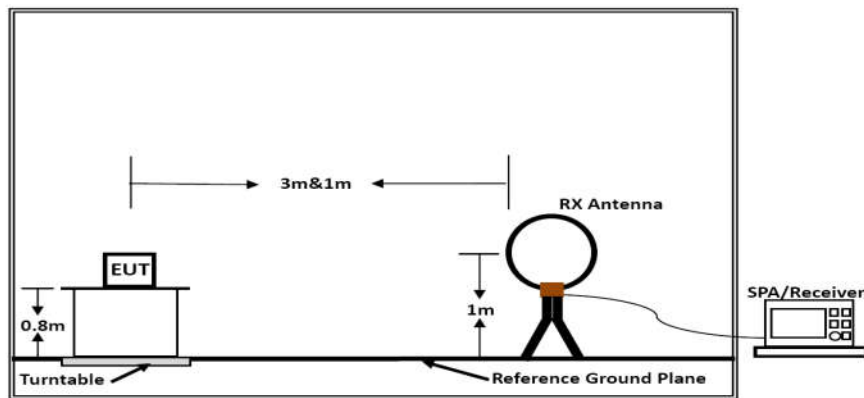 3m&1m
RX Antenna
EUT
SPA/Receiver
0.8m
1m
Turntable
Reference Ground Plane